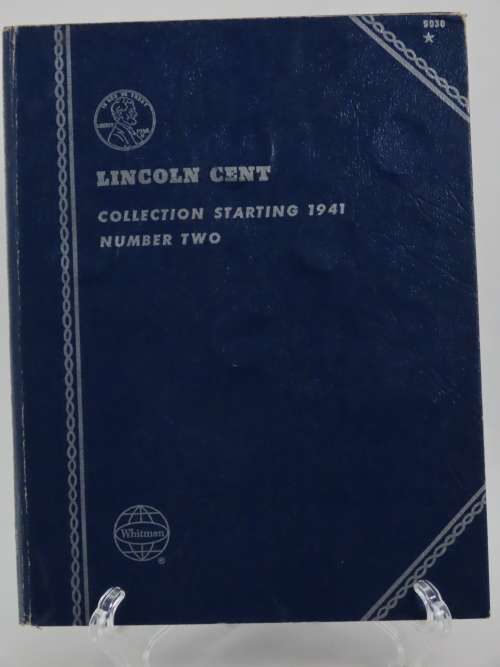 9030
LINCOLN CENT
COLLECTION STARTING 1941
NUMBER TWO
Whitman
®